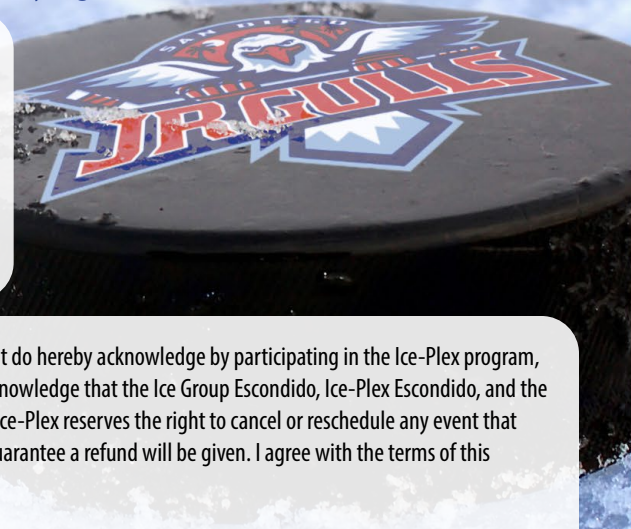 SAN DIEGO
JR GULLS
t do hereby acknowledge by participating in the Ice-Plex program,
nowledge that the Ice Group Escondido, Ice-Plex Escondido, and the
ce-Plex reserves the right to cancel or reschedule any event that
uarantee a refund will be given. I agree with the terms of this